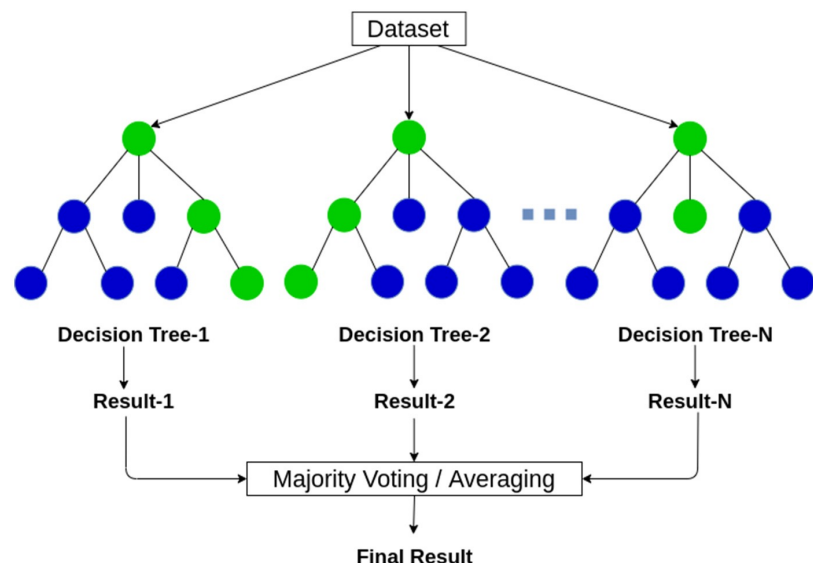 Dataset
Decision Tree-1
Decision Tree-2
Decision Tree-N
Result-1
Result-2
Result-N
Majority Voting / Averaging
Final Result